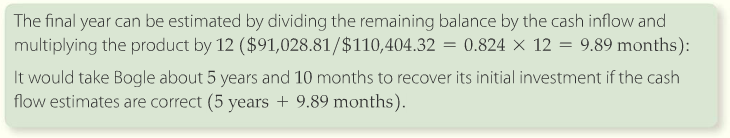 The final year can be estimated by dividing the remaining balance by the cash inflow and
multiplying the product by 12 ($91,028.81/$110,404.32 = 0.824 × 12 = 9.89 months):
It would take Bogle about 5 years and 10 months to recover its initial investment if the cash
flow estimates are correct (5 years + 9.89 months).